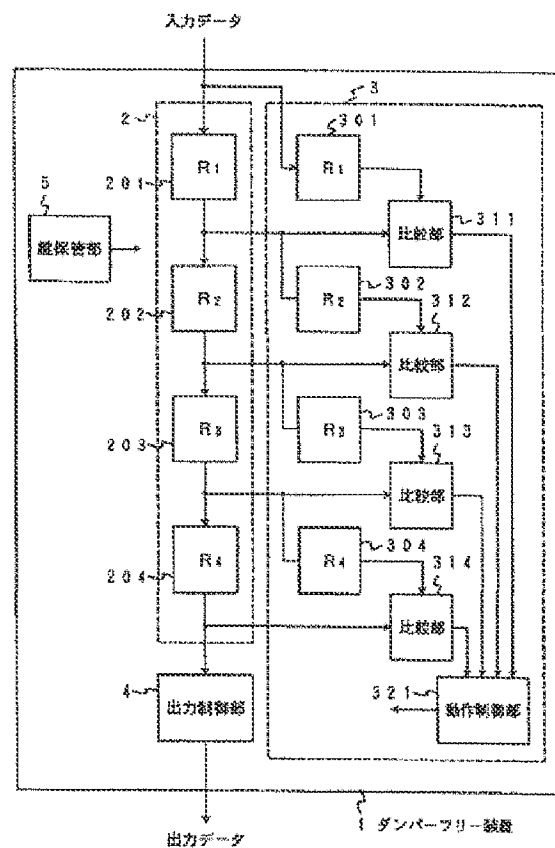 入力データ
3
2
301
R1
R1
201
5
鍵保管部
比較部
311
302
R2
R2
202
312
比較部
303
R3
R3
203
313
比較部
304
R4
R4
204
314
比較部
4
出力制御部
321
動作制御部
1 ダンパーフリー装置
出力データ